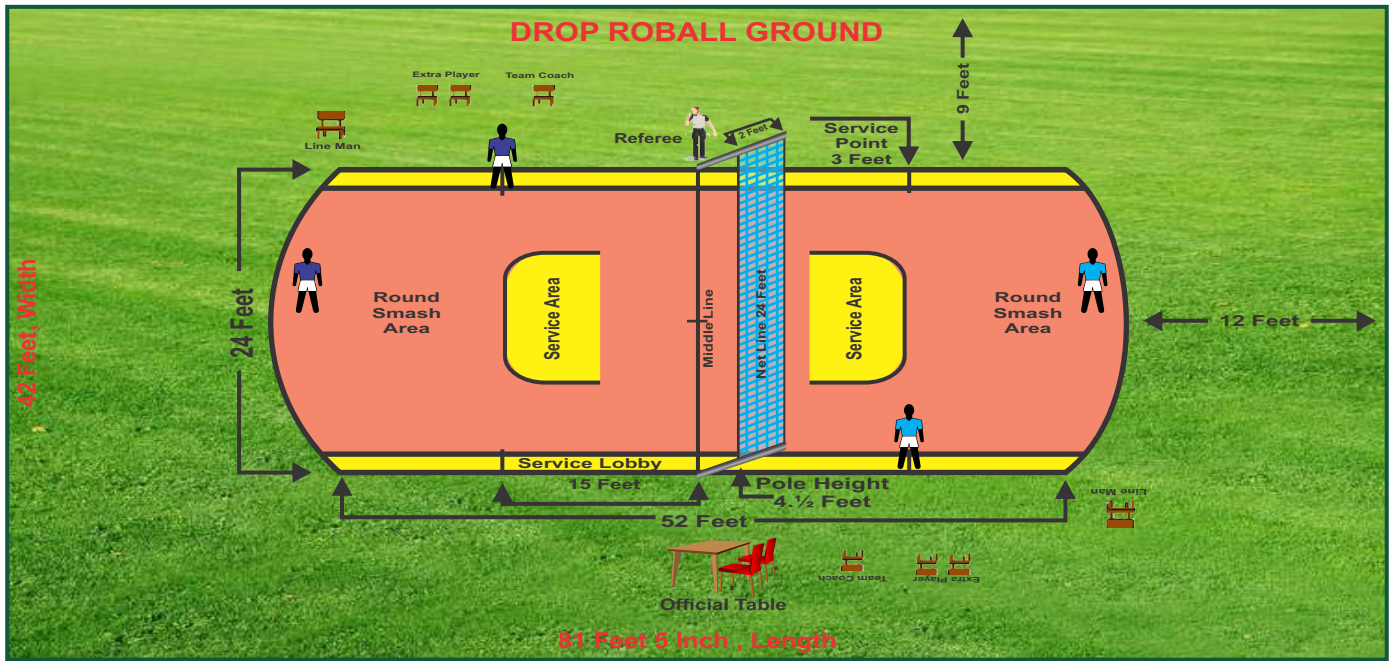 DROP ROBALL GROUND
9 Feet
Extra Player
Team Coach
Line Man
Referee
2 Feet
Service
Point
3 Feet
42 Feet, Width
24 Feet
Round
Smash
Area
Service Area
Middle Line
Net Line 24 Feet
Service Area
Round
Smash
Area
12 Feet
Service Lobby
15 Feet
Pole Height
4.½ Feet
52 Feet
Line Man
Team Coach
Extra Player
Official Table
81 Feet 5 Inch , Length